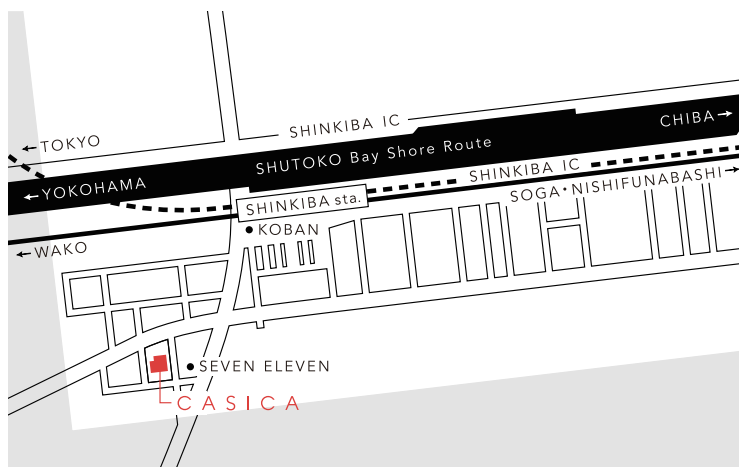 SHINKIBA IC
CHIBA→
←TOKYO
SHUTOKO Bay Shore Route
SHINKIBA IC
←YOKOHAMA
SOGA・NISHIFUNABASHI→
SHINKIBA sta.
●KOBAN
←WAKO
●SEVEN ELEVEN
CASICA